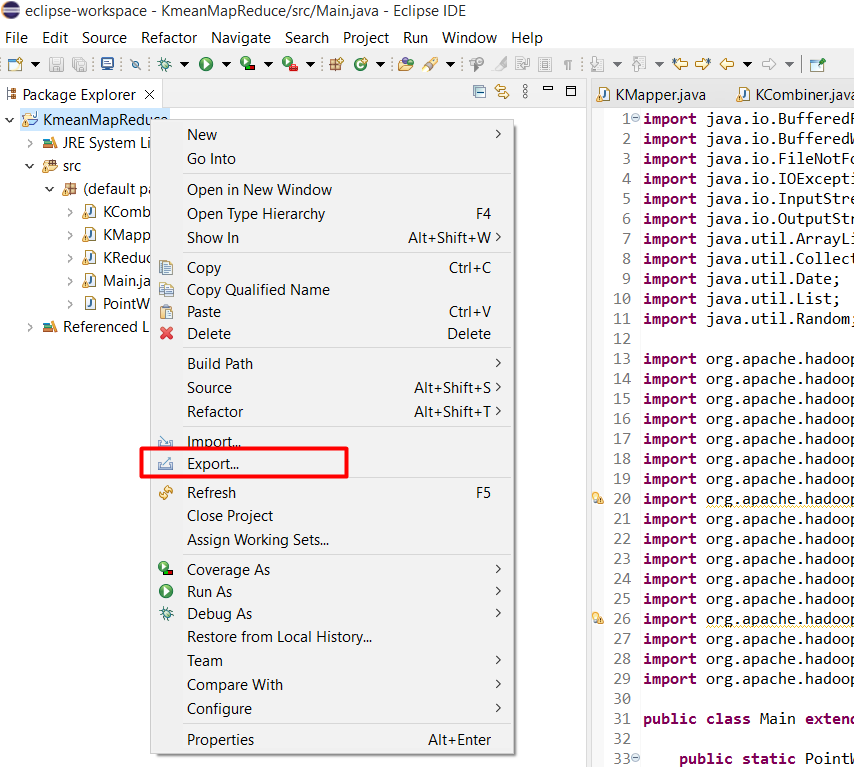 eclipse-workspace - KmeanMapReduce/src/Main.java - Eclipse IDE
File Edit Source Refactor Navigate Search Project Run Window Help
Package Explorer
KmeanMapReduce
JRE System Li
src
(default pa
KComb
KMapp
KReduc
Main.ja
PointW
Referenced L
New
Go Into
Open in New Window
Open Type Hierarchy F4
Show In Alt+Shift+W
Copy Ctrl+C
Copy Qualified Name
Paste Ctrl+V
Delete Delete
Build Path
Source Alt+Shift+S
Refactor Alt+Shift+T
Import...
Export...
Refresh F5
Close Project
Assign Working Sets...
Coverage As
Run As
Debug As
Restore from Local History...
Team
Compare With
Configure
Properties Alt+Enter
KMapper.java KCombiner.java
1 import java.io.BufferedR
2 import java.io.BufferedW
3 import java.io.FileNotFo
4 import java.io.IOExcepti
5 import java.io.InputStre
6 import java.io.OutputStr
7 import java.util.ArrayLi
8 import java.util.Collect
9 import java.util.Date;
10 import java.util.List;
11 import java.util.Random;
12
13 import org.apache.hadoop
14 import org.apache.hadoop
15 import org.apache.hadoop
16 import org.apache.hadoop
17 import org.apache.hadoop
18 import org.apache.hadoop
19 import org.apache.hadoop
20 import org.apache.hadoop
21 import org.apache.hadoop
22 import org.apache.hadoop
23 import org.apache.hadoop
24 import org.apache.hadoop
25 import org.apache.hadoop
26 import org.apache.hadoop
27 import org.apache.hadoop
28 import org.apache.hadoop
29 import org.apache.hadoop
30
31 public class Main extend
32
33 public static PointW